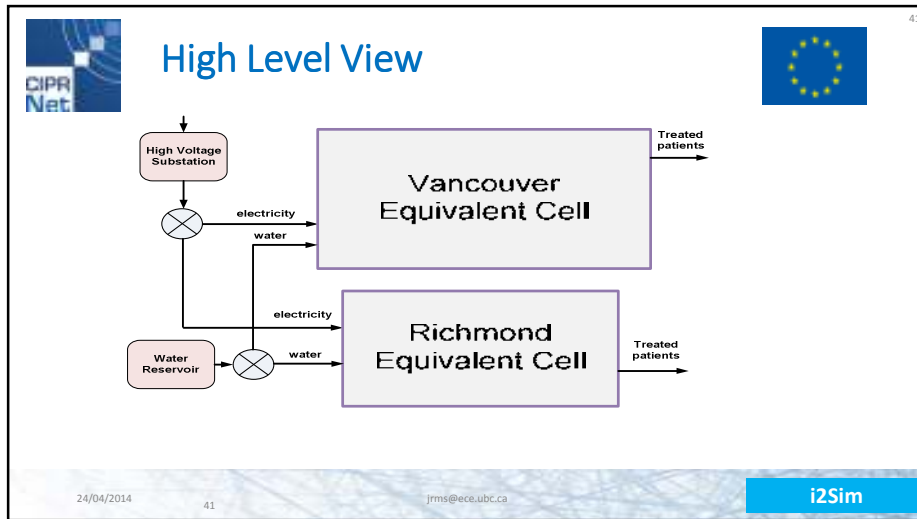 41
CIPR
Net
High Level View
High Voltage
Substation
electricity
water
Vancouver
Equivalent Cell
Treated
patients
electricity
water
Water
Reservoir
Richmond
Equivalent Cell
Treated
patients
24/04/2014
41
jrms@ece.ubc.ca
i2Sim